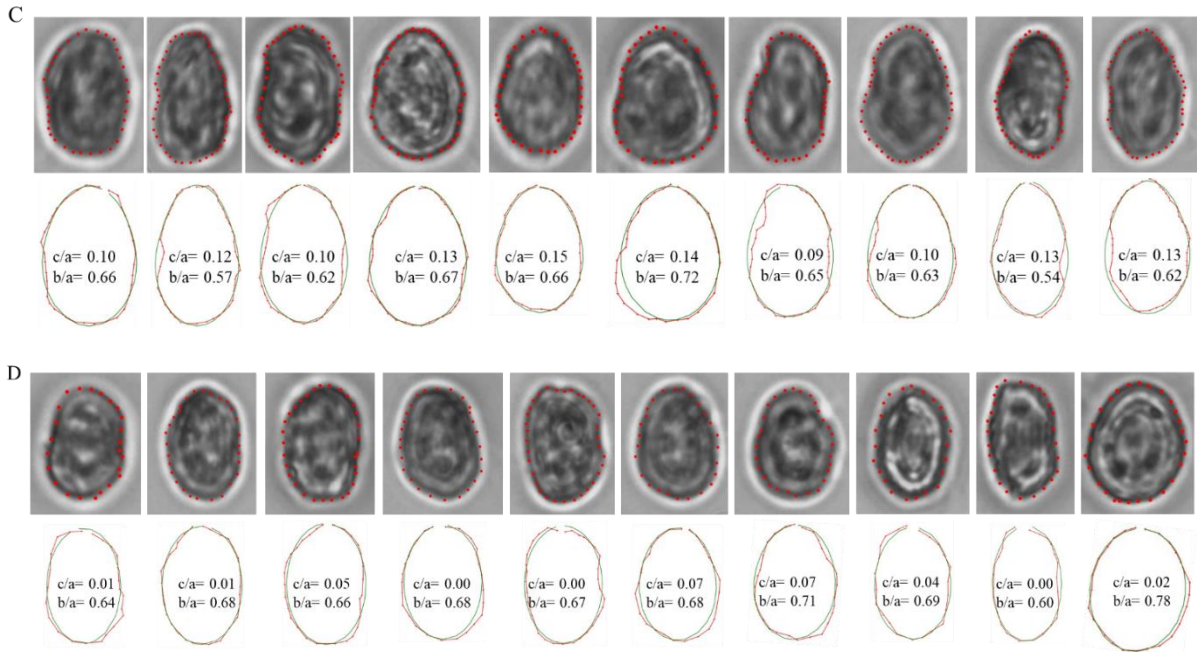 C
c/a= 0.10
b/a= 0.66
c/a= 0.12
b/a= 0.57
c/a= 0.10
b/a= 0.62
c/a= 0.13
b/a= 0.67
c/a= 0.15
b/a= 0.66
c/a= 0.14
b/a= 0.72
c/a= 0.09
b/a= 0.65
c/a= 0.10
b/a= 0.63
c/a= 0.13
b/a= 0.54
c/a= 0.13
b/a= 0.62
D
c/a= 0.01
b/a= 0.64
c/a= 0.01
b/a= 0.68
c/a= 0.05
b/a= 0.66
c/a= 0.00
b/a= 0.68
c/a= 0.00
b/a= 0.67
c/a= 0.07
b/a= 0.68
c/a= 0.07
b/a= 0.71
c/a= 0.04
b/a= 0.69
c/a= 0.00
b/a= 0.60
c/a= 0.02
b/a= 0.78